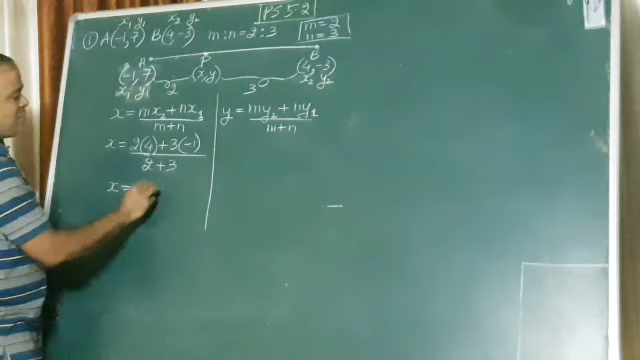 PS 5.2
x₁ y₁ x₂ y₂
① A(-1,7) B(4,-3) m:n=2:3 m=2
n=3
A P B
(-1,7) (x,y) (4,-3)
x₁ y₁ 2 3 x₂ y₂
x = mx₂ + nx₁ / m+n y = my₂ + ny₁ / m+n
x = 2(4)+3(-1) / 2+3
x =